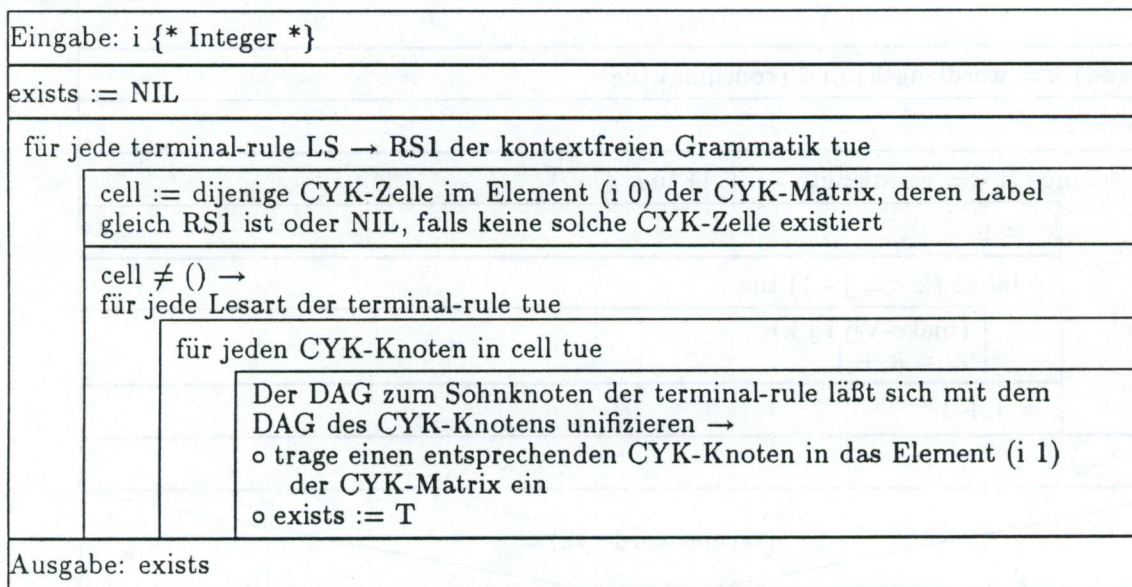 Eingabe: i {* Integer *}
exists := NIL
für jede terminal-rule LS → RS1 der kontextfreien Grammatik tue
cell := dijenige CYK-Zelle im Element (i 0) der CYK-Matrix, deren Label
gleich RS1 ist oder NIL, falls keine solche CYK-Zelle existiert
cell ≠ () →
für jede Lesart der terminal-rule tue
für jeden CYK-Knoten in cell tue
Der DAG zum Sohnknoten der terminal-rule läßt sich mit dem
DAG des CYK-Knotens unifizieren →
o trage einen entsprechenden CYK-Knoten in das Element (i 1)
der CYK-Matrix ein
o exists := T
Ausgabe: exists